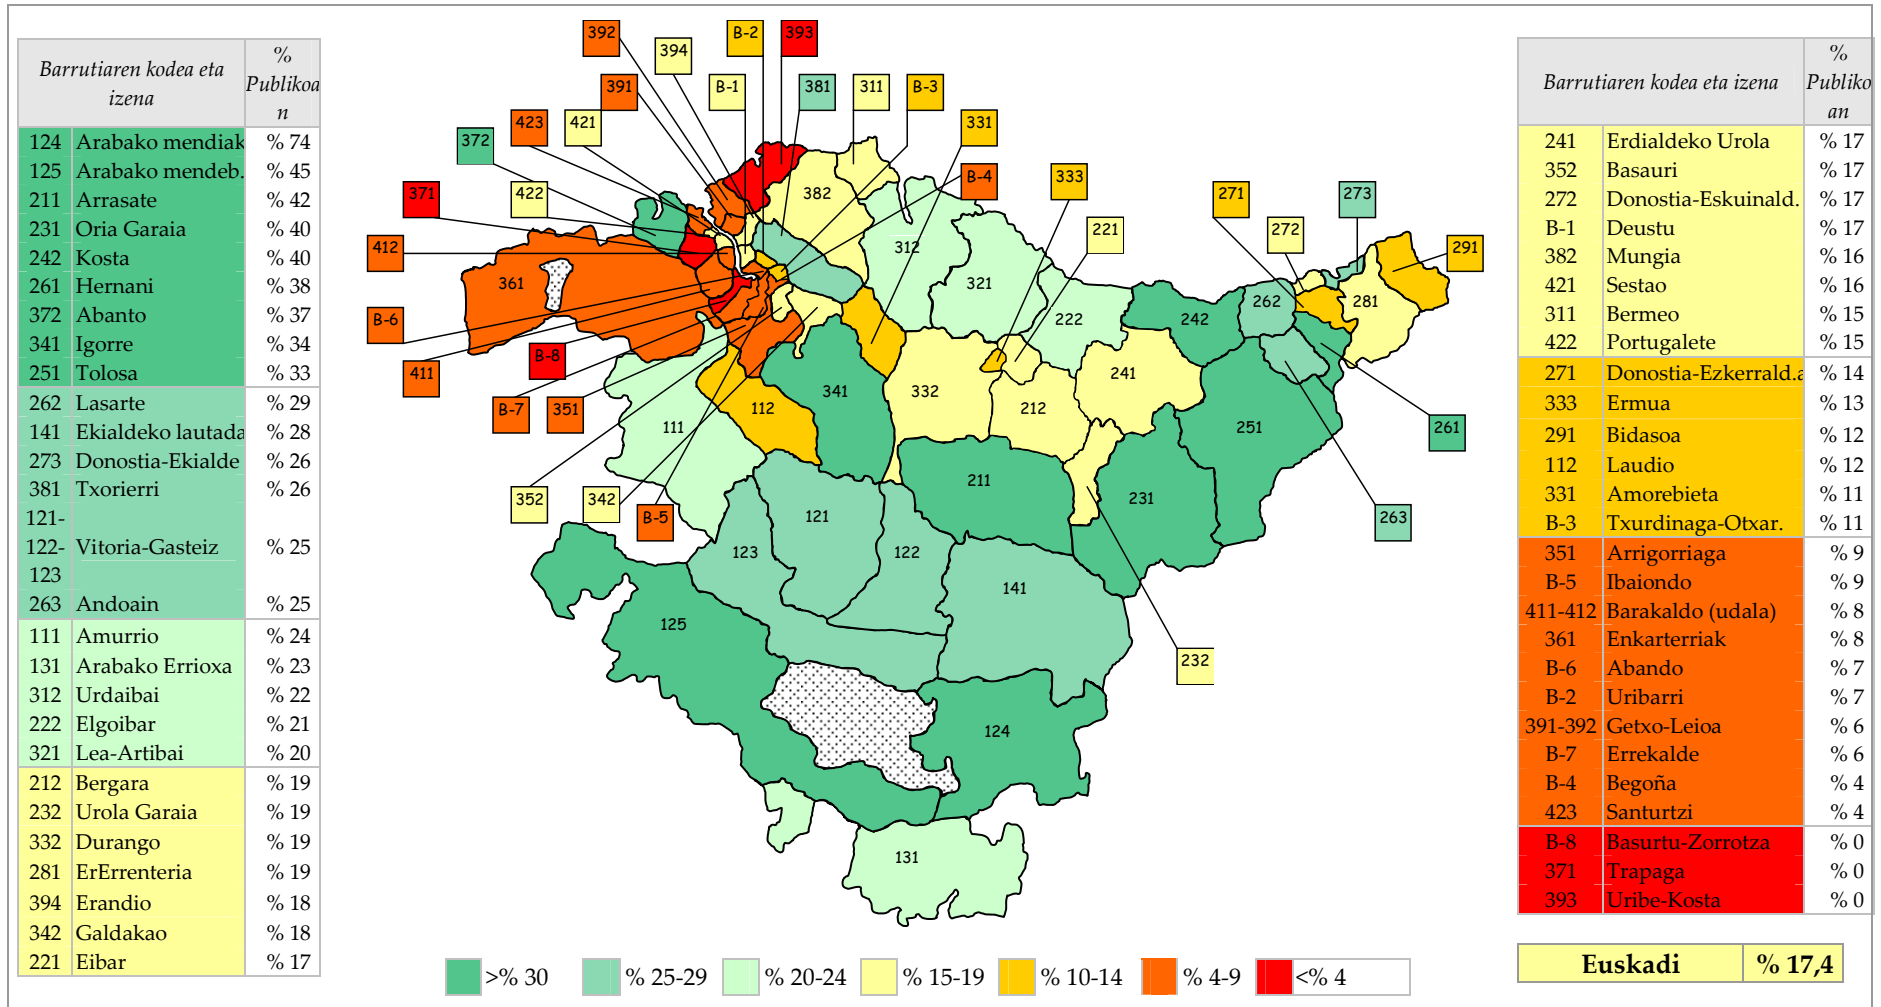 Barrutiaren kodea eta izena
% Publikoa n
124 Arabako mendiak % 74
125 Arabako mendeb. % 45
211 Arrasate % 42
231 Oria Garaia % 40
242 Kosta % 40
261 Hernani % 38
372 Abanto % 37
341 Igorre % 34
251 Tolosa % 33
262 Lasarte % 29
141 Ekialdeko lautada % 28
273 Donostia-Ekialde % 26
381 Txorierri % 26
121-
122- Vitoria-Gasteiz % 25
123
263 Andoain % 25
111 Amurrio % 24
131 Arabako Errioxa % 23
312 Urdaibai % 22
222 Elgoibar % 21
321 Lea-Artibai % 20
212 Bergara % 19
232 Urola Garaia % 19
332 Durango % 19
281 ErErrenteria % 19
394 Erandio % 18
342 Galdakao % 18
221 Eibar % 17
392
394
B-2
393
391
B-1
381
311
B-3
423
421
331
372
B-4
333
371
422
382
271
273
221
272
412
312
291
361
321
262
281
B-6
222
242
B-8
411
241
341
332
B-7
351
112
212
111
251
261
211
231
352
342
B-5
121
263
123
122
141
125
232
124
131
>% 30
% 25-29
% 20-24
% 15-19
% 10-14
% 4-9
<% 4
Barrutiaren kodea eta izena
% Publiko an
241 Erdialdeko Urola % 17
352 Basauri % 17
272 Donostia-Eskuinald. % 17
B-1 Deustu % 17
382 Mungia % 16
421 Sestao % 16
311 Bermeo % 15
422 Portugalete % 15
271 Donostia-Ezkerrald.a % 14
333 Ermua % 13
291 Bidasoa % 12
112 Laudio % 12
331 Amorebieta % 11
B-3 Txurdinaga-Otxar. % 11
351 Arrigorriaga % 9
B-5 Ibaiondo % 9
411-412 Barakaldo (udala) % 8
361 Enkarterriak % 8
B-6 Abando % 7
B-2 Uribarri % 7
391-392 Getxo-Leioa % 6
B-7 Errekalde % 6
B-4 Begoña % 4
423 Santurtzi % 4
B-8 Basurtu-Zorrotza % 0
371 Trapaga % 0
393 Uribe-Kosta % 0
Euskadi % 17,4